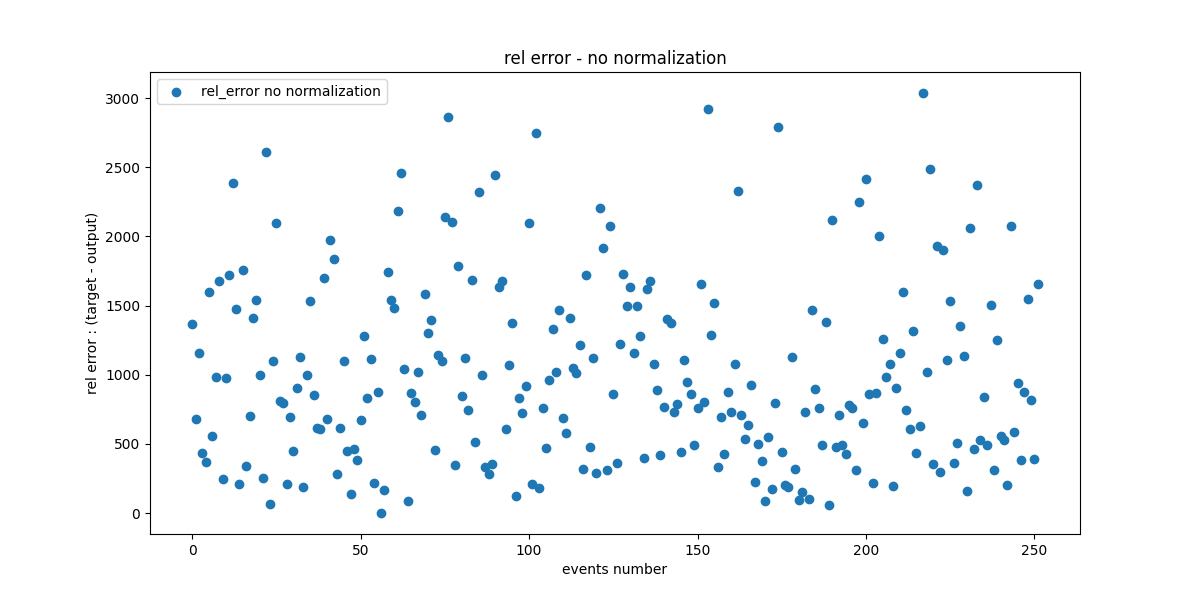 rel error - no normalization
rel_error no normalization
rel error : (target - output)
3000
2500
2000
1500
1000
500
0
0 50 100 150 200 250
events number